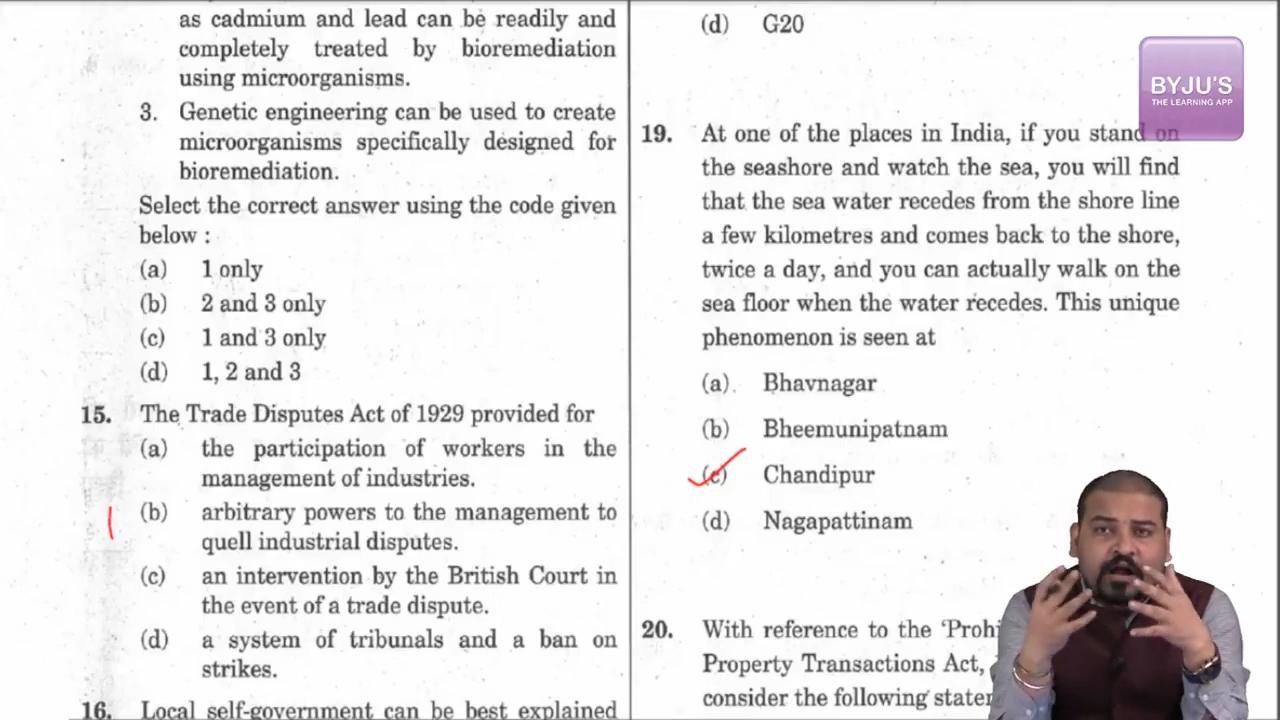 as cadmium and lead can be readily and
completely treated by bioremediation
using microorganisms.
3. Genetic engineering can be used to create
microorganisms specifically designed for
bioremediation.
Select the correct answer using the code given
below :
(a) 1 only
(b) 2 and 3 only
(c) 1 and 3 only
(d) 1, 2 and 3
15. The Trade Disputes Act of 1929 provided for
(a) the participation of workers in the
management of industries.
(b) arbitrary powers to the management to
quell industrial disputes.
(c) an intervention by the British Court in
the event of a trade dispute.
(d) a system of tribunals and a ban on
strikes.
16. Local self-government can be best explained
(d) G20
19. At one of the places in India, if you stand on
the seashore and watch the sea, you will find
that the sea water recedes from the shore line
a few kilometres and comes back to the shore,
twice a day, and you can actually walk on the
sea floor when the water recedes. This unique
phenomenon is seen at
(a) Bhavnagar
(b) Bheemunipatnam
(c) Chandipur
(d) Nagapattinam
20. With reference to the 'Prohi
Property Transactions Act,
consider the following stater
BYJU'S
THE LEARNING APP